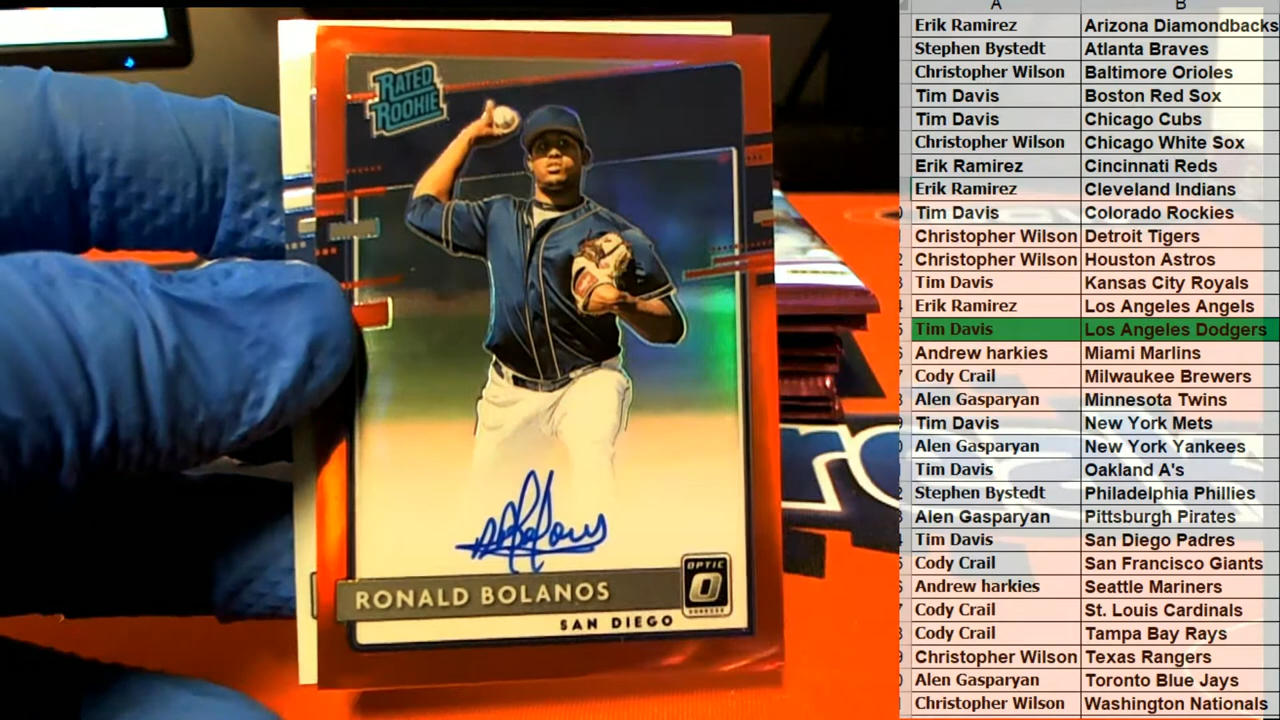 RATED
ROOKIE
RONALD BOLANOS
SAN DIEGO
OPTIC
A B
Erik Ramirez Arizona Diamondbacks
Stephen Bystedt Atlanta Braves
Christopher Wilson Baltimore Orioles
Tim Davis Boston Red Sox
Tim Davis Chicago Cubs
Christopher Wilson Chicago White Sox
Erik Ramirez Cincinnati Reds
Erik Ramirez Cleveland Indians
Tim Davis Colorado Rockies
Christopher Wilson Detroit Tigers
Christopher Wilson Houston Astros
Tim Davis Kansas City Royals
Erik Ramirez Los Angeles Angels
Tim Davis Los Angeles Dodgers
Andrew harkies Miami Marlins
Cody Crail Milwaukee Brewers
Alen Gasparyan Minnesota Twins
Tim Davis New York Mets
Alen Gasparyan New York Yankees
Tim Davis Oakland A's
Stephen Bystedt Philadelphia Phillies
Alen Gasparyan Pittsburgh Pirates
Tim Davis San Diego Padres
Cody Crail San Francisco Giants
Andrew harkies Seattle Mariners
Cody Crail St. Louis Cardinals
Cody Crail Tampa Bay Rays
Christopher Wilson Texas Rangers
Alen Gasparyan Toronto Blue Jays
Christopher Wilson Washington Nationals